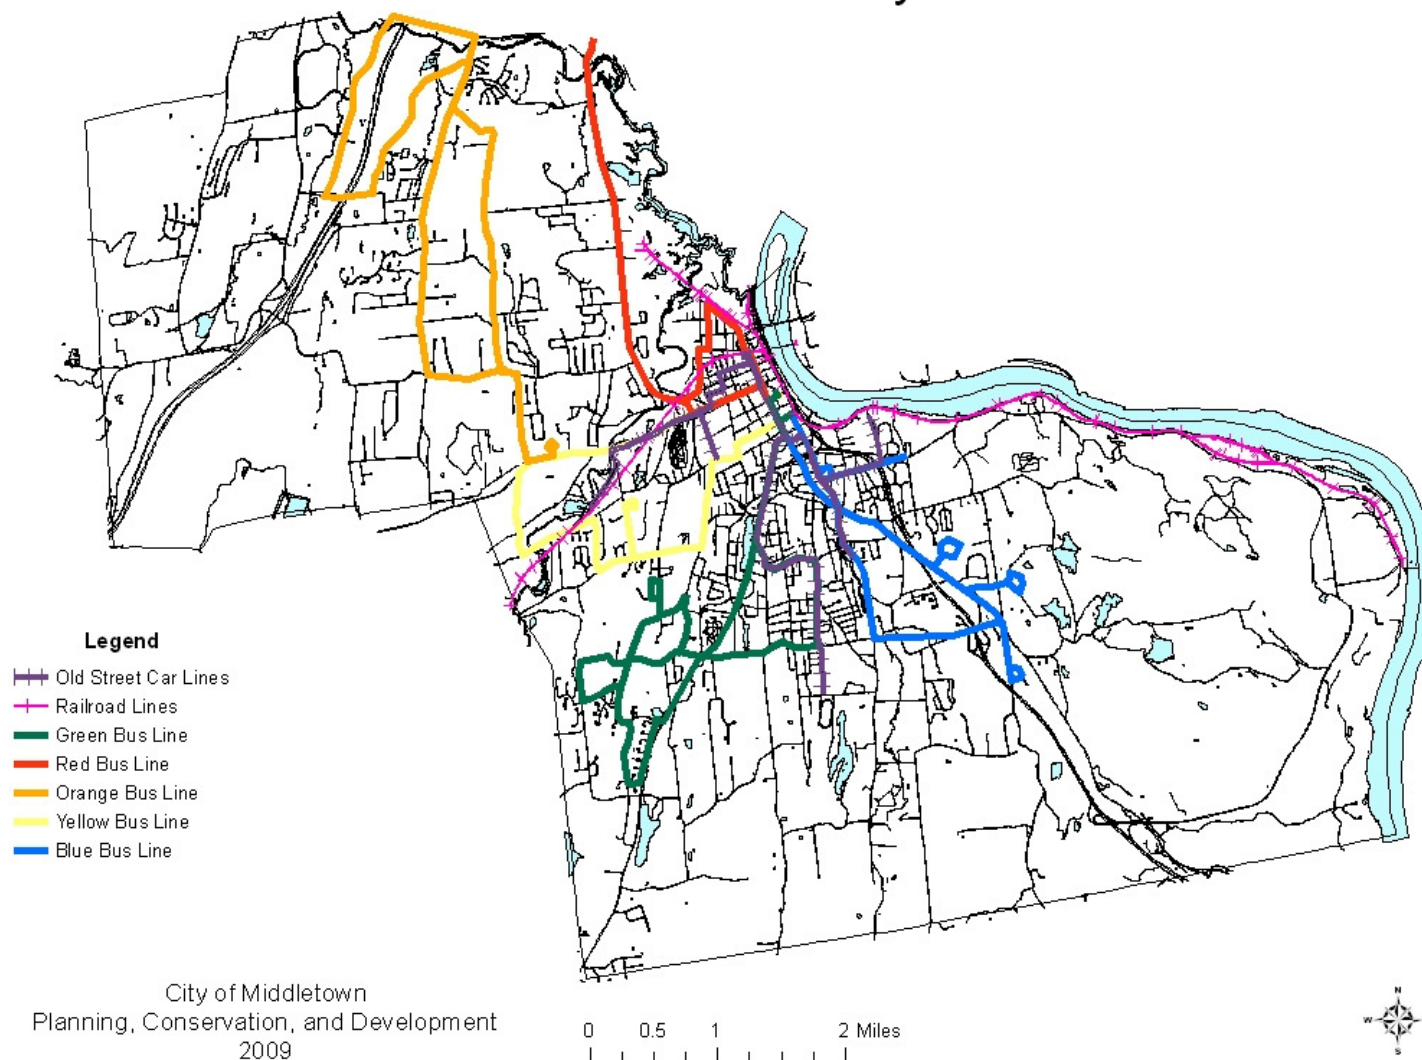 Legend
Old Street Car Lines
Railroad Lines
Green Bus Line
Red Bus Line
Orange Bus Line
Yellow Bus Line
Blue Bus Line
City of Middletown
Planning, Conservation, and Development
2009
0 0.5 1 2 Miles
N
W
S